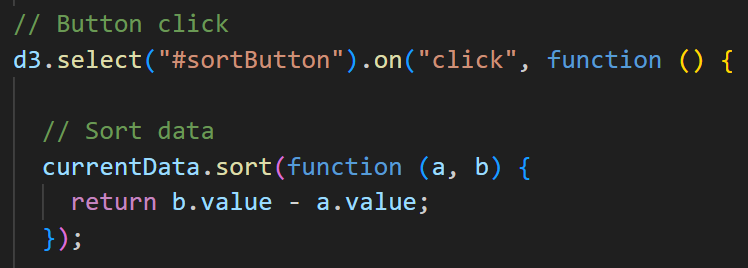 // Button click
d3.select("#sortButton").on("click", function () {
// Sort data
currentData.sort(function (a, b) {
return b.value - a.value;
});